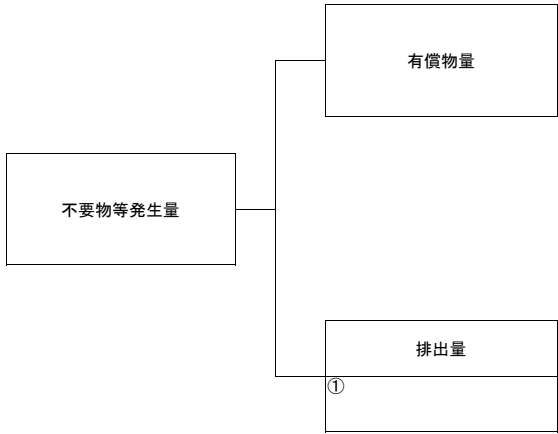 有償物量
不要物等発生量
排出量
①